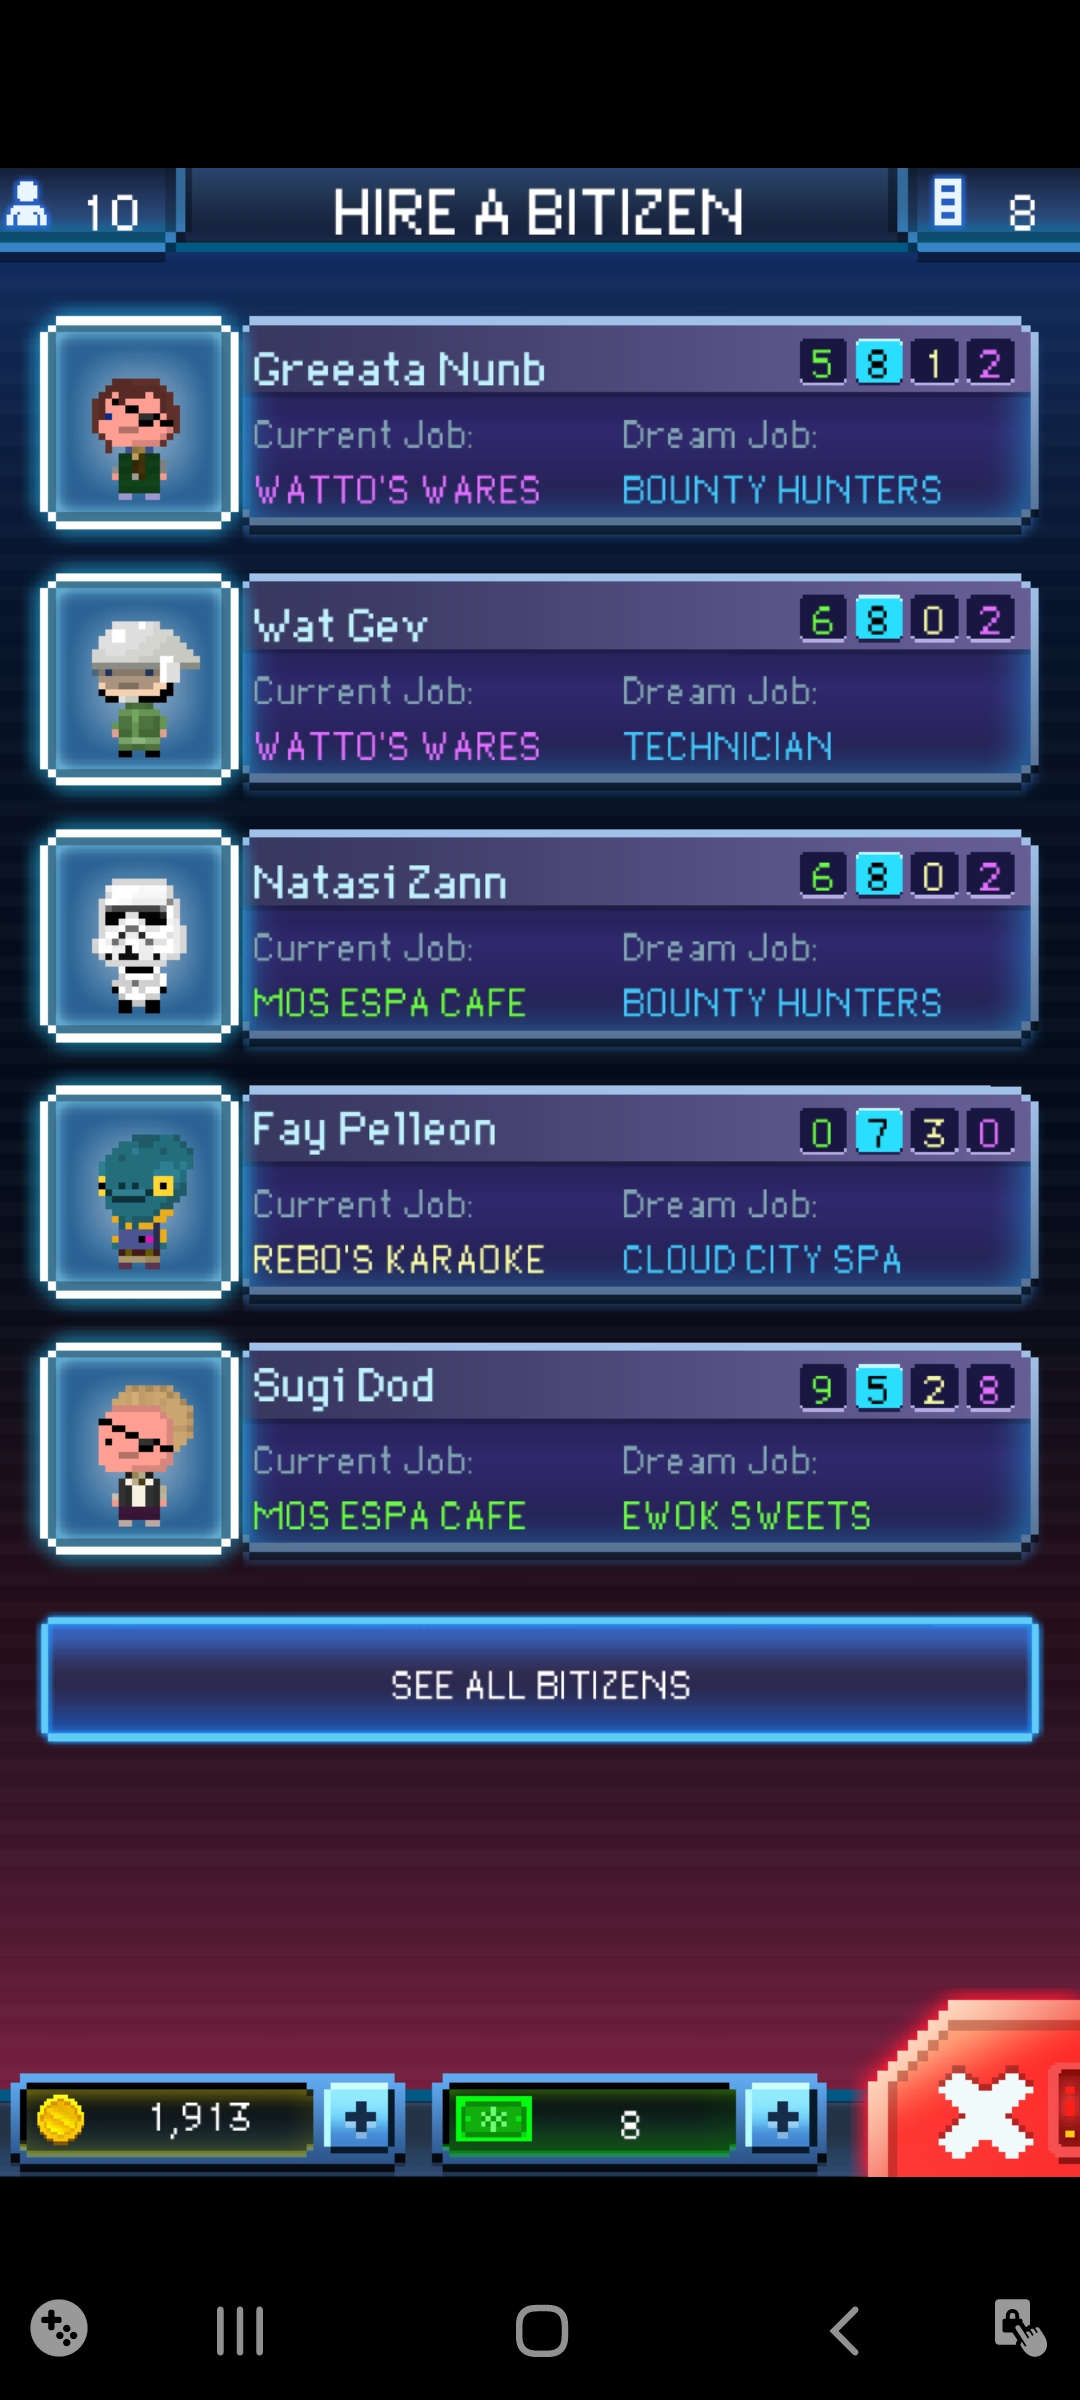 10 HIRE A BITIZEN 8
Greeata Nunb 5 8 1 2
Current Job: Dream Job:
WATTO'S WARES BOUNTY HUNTERS
Wat Gev 6 8 0 2
Current Job: Dream Job:
WATTO'S WARES TECHNICIAN
Natasi Zann 6 8 0 2
Current Job: Dream Job:
MOS ESPA CAFE BOUNTY HUNTERS
Fay Pelleon 0 7 3 0
Current Job: Dream Job:
REBO'S KARAOKE CLOUD CITY SPA
Sugi Dod 9 5 2 8
Current Job: Dream Job:
MOS ESPA CAFE EWOK SWEETS
SEE ALL BITIZENS
1,913 + 8 +